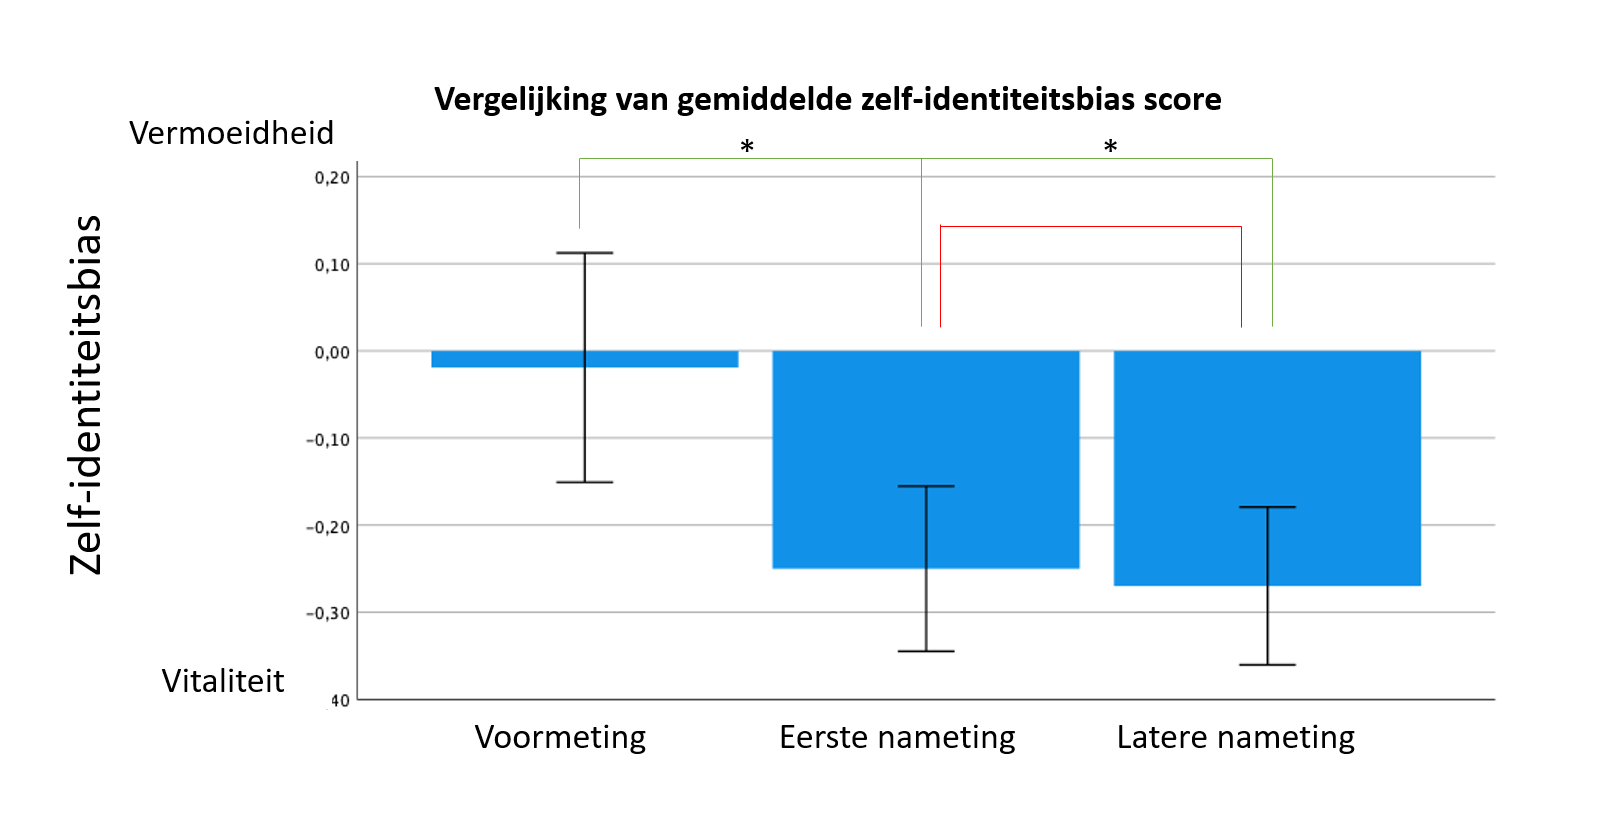 Vergelijking van gemiddelde zelf-identiteitsbias score
Vermoeidheid
* *
0,20
0,10
0,00
-0,10
-0,20
-0,30
40
Zelf-identiteitsbias
Vitaliteit
Voormeting Eerste nameting Latere nameting